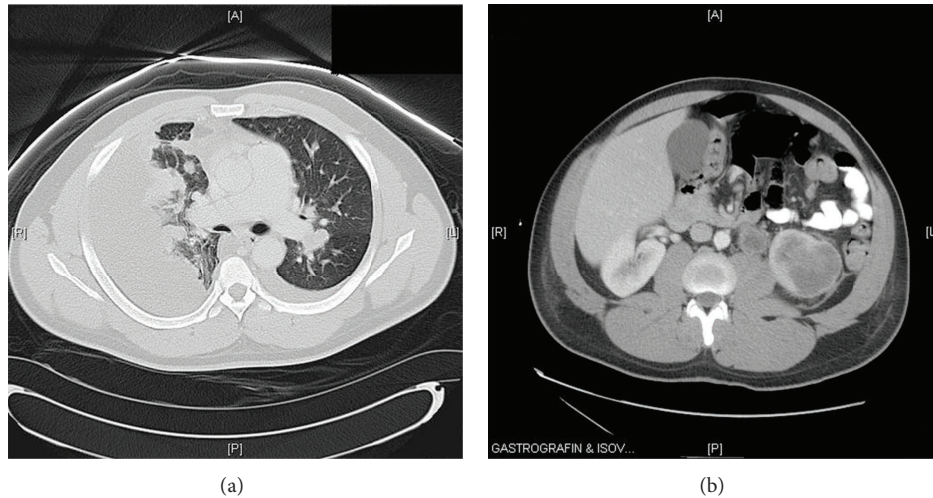 [A]
[R]
[L]
[P]
(a)
[A]
[R]
[L
[P]
GASTROGRAFIN & ISOV...
(b)